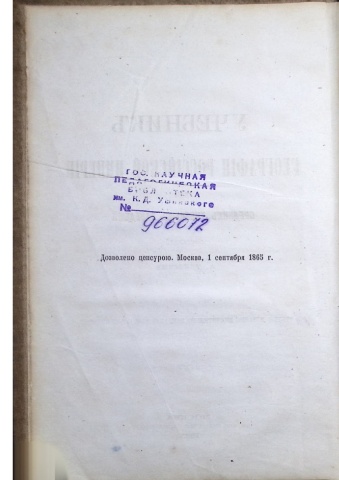 ГОС. НАУЧНАЯ
ПЕДАГОГИЧЕСКАЯ
БИБЛИОТЕКА
им. К. Д. Ушинского
№ 966072
Дозволено цензурою. Москва, 1 сентября 1865 г.